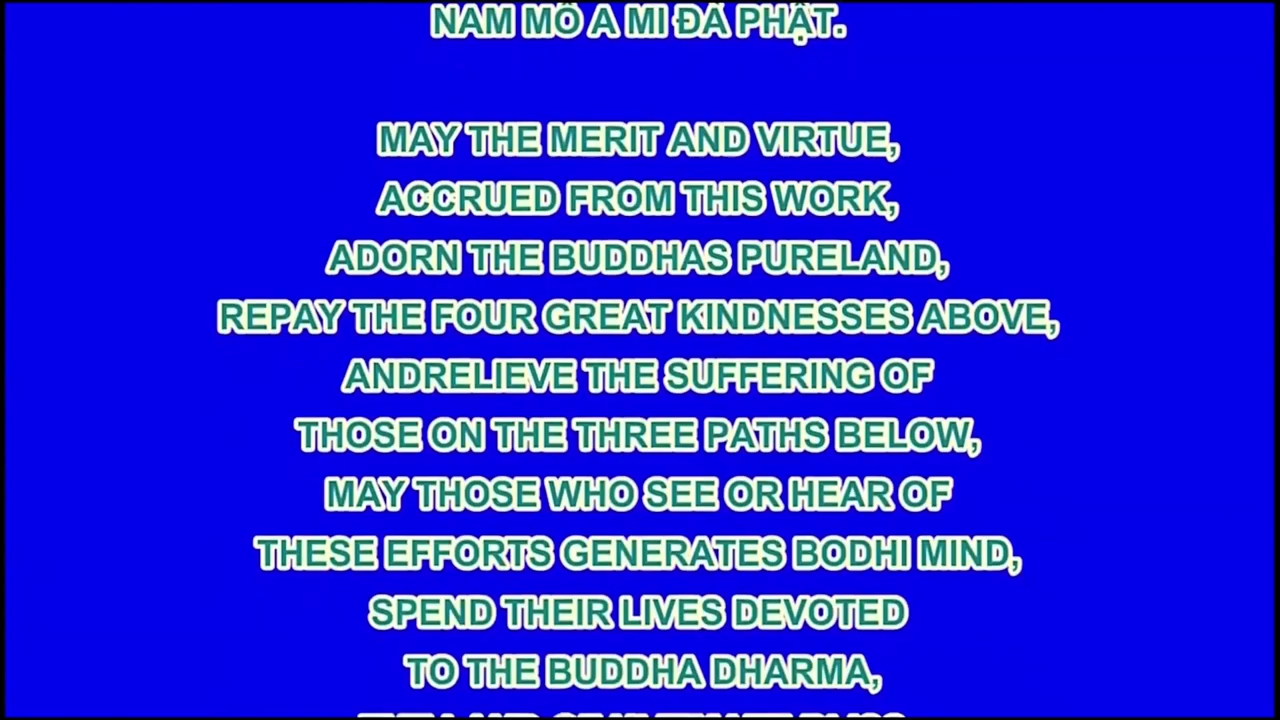 NAM MÔ A MI ĐÀ PHẬT.
MAY THE MERIT AND VIRTUE,
ACCRUED FROM THIS WORK,
ADORN THE BUDDHAS PURELAND,
REPAY THE FOUR GREAT KINDNESSES ABOVE,
ANDRELIEVE THE SUFFERING OF
THOSE ON THE THREE PATHS BELOW,
MAY THOSE WHO SEE OR HEAR OF
THESE EFFORTS GENERATES BODHI MIND,
SPEND THEIR LIVES DEVOTED
TO THE BUDDHA DHARMA,